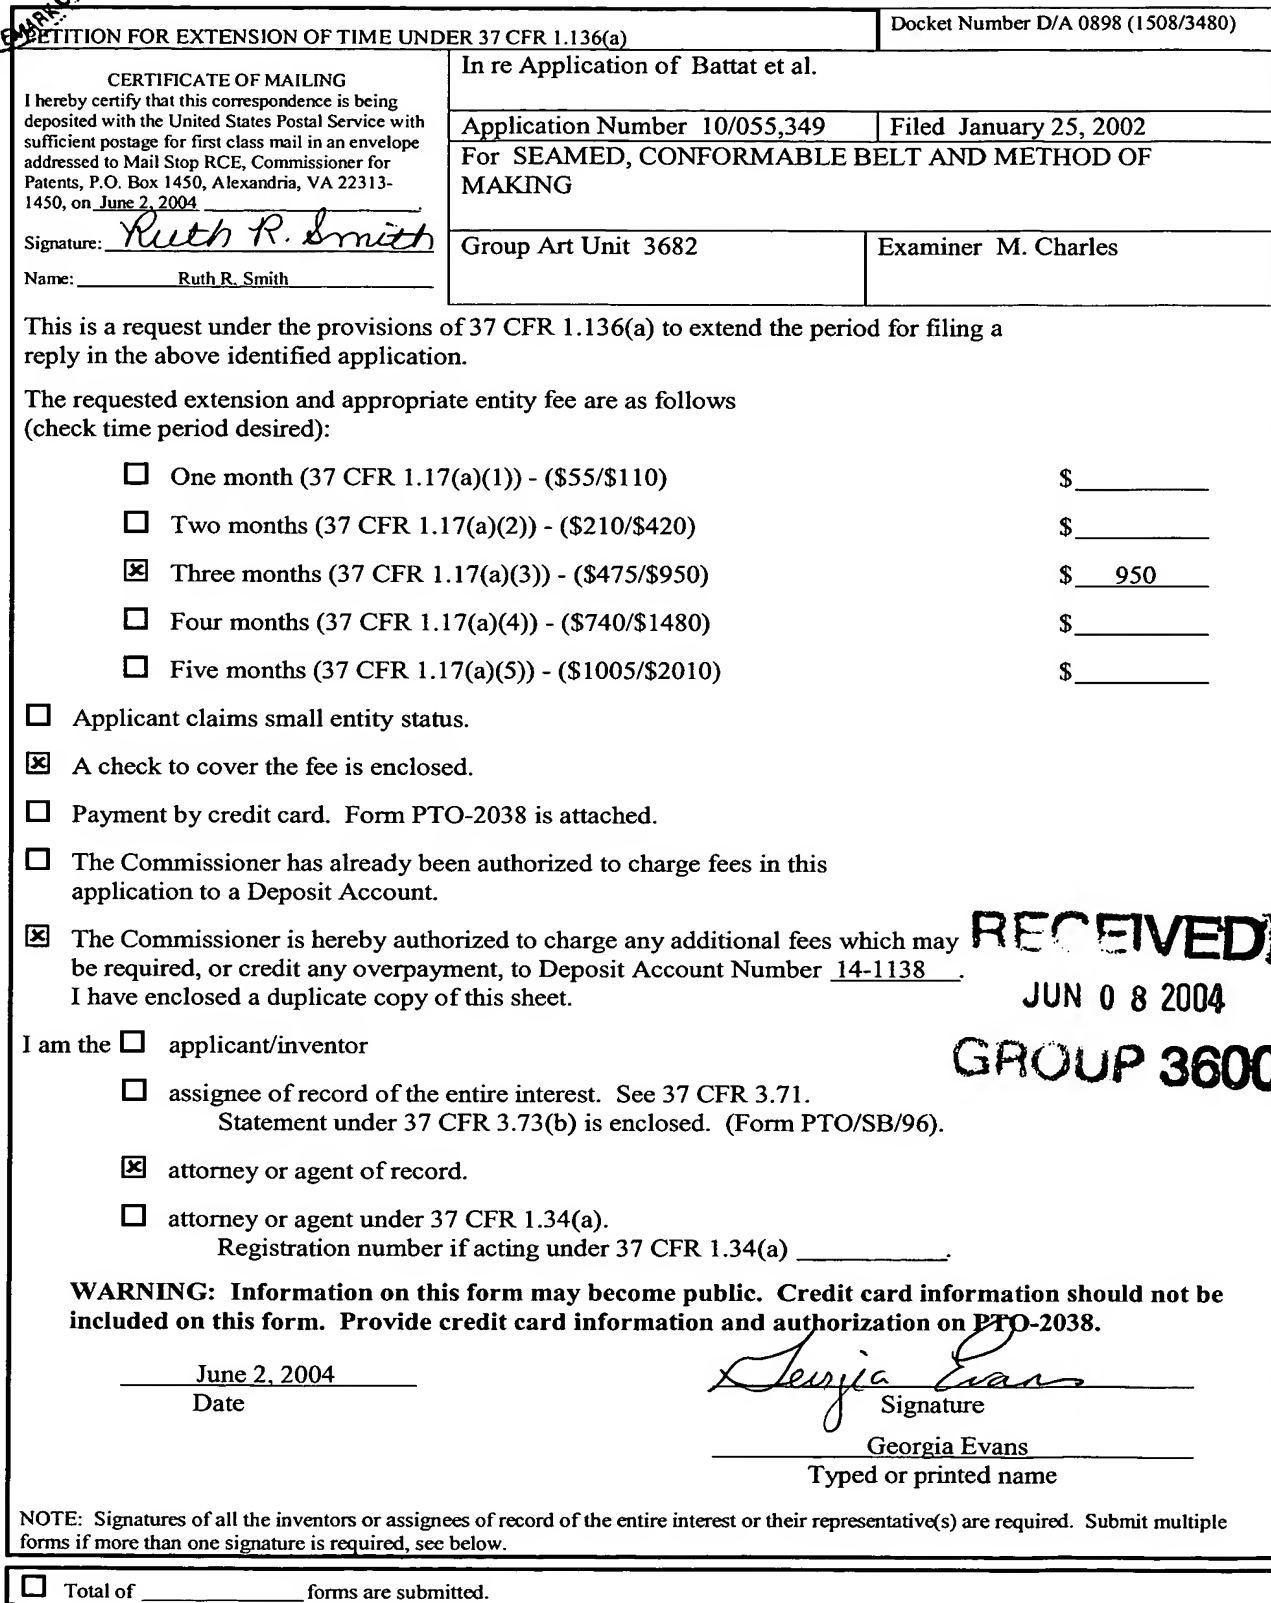 PETITION FOR EXTENSION OF TIME UNDER 37 CFR 1.136(a)
Docket Number D/A 0898 (1508/3480)
CERTIFICATE OF MAILING
I hereby certify that this correspondence is being
deposited with the United States Postal Service with
sufficient postage for first class mail in an envelope
addressed to Mail Stop RCE, Commissioner for
Patents, P.O. Box 1450, Alexandria, VA 22313-
1450, on June 2, 2004.
Signature: Ruth R. Smith
Name: Ruth R. Smith
In re Application of Battat et al.
Application Number 10/055,349
Filed January 25, 2002
For SEAMED, CONFORMABLE BELT AND METHOD OF
MAKING
Group Art Unit 3682
Examiner M. Charles
This is a request under the provisions of 37 CFR 1.136(a) to extend the period for filing a
reply in the above identified application.
The requested extension and appropriate entity fee are as follows
(check time period desired):
☐ One month (37 CFR 1.17(a)(1)) - ($55/$110) $
☐ Two months (37 CFR 1.17(a)(2)) - ($210/$420) $
☒ Three months (37 CFR 1.17(a)(3)) - ($475/$950) $ 950
☐ Four months (37 CFR 1.17(a)(4)) - ($740/$1480) $
☐ Five months (37 CFR 1.17(a)(5)) - ($1005/$2010) $
☐ Applicant claims small entity status.
☒ A check to cover the fee is enclosed.
☐ Payment by credit card. Form PTO-2038 is attached.
☐ The Commissioner has already been authorized to charge fees in this
application to a Deposit Account.
☒ The Commissioner is hereby authorized to charge any additional fees which may
be required, or credit any overpayment, to Deposit Account Number 14-1138.
I have enclosed a duplicate copy of this sheet.
RECEIVED
JUN 0 8 2004
GROUP 3600
I am the ☐ applicant/inventor
☐ assignee of record of the entire interest. See 37 CFR 3.71.
Statement under 37 CFR 3.73(b) is enclosed. (Form PTO/SB/96).
☒ attorney or agent of record.
☐ attorney or agent under 37 CFR 1.34(a).
Registration number if acting under 37 CFR 1.34(a) ____________.
WARNING: Information on this form may become public. Credit card information should not be
included on this form. Provide credit card information and authorization on PTO-2038.
June 2, 2004
Date
Georgia Evans
Signature
Georgia Evans
Typed or printed name
NOTE: Signatures of all the inventors or assignees of record of the entire interest or their representative(s) are required. Submit multiple
forms if more than one signature is required, see below.
☐ Total of ____________ forms are submitted.